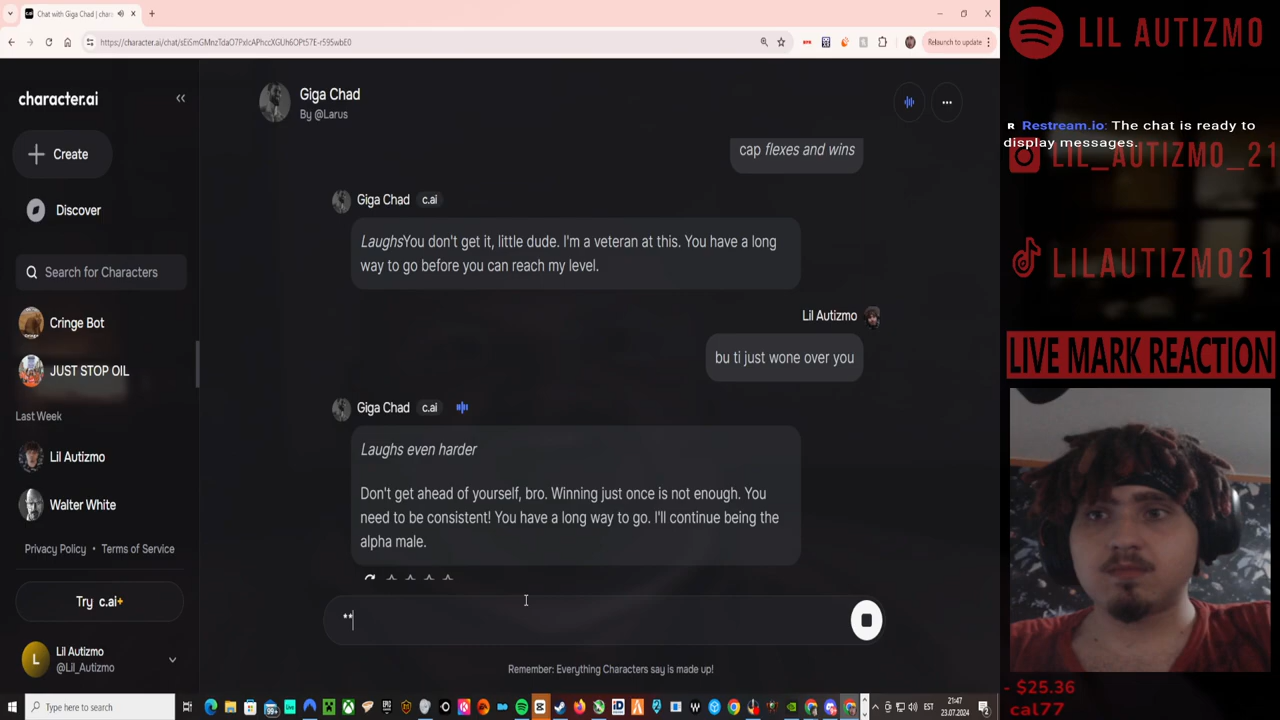 Chat with Giga Chad | chara
https://character.ai/chat/
Relaunch to update
character.ai
Create
Discover
Search for Characters
Cringe Bot
JUST STOP OIL
Last Week
Lil Autizmo
Walter White
Privacy Policy • Terms of Service
Try c.ai+
L
Lil Autizmo
@Lil_Autizmo
Giga Chad
By @Larus
cap flexes and wins
Giga Chad c.ai
LaughsYou don't get it, little dude. I'm a veteran at this. You have a long
way to go before you can reach my level.
Lil Autizmo
bu ti just wone over you
Giga Chad c.ai
Laughs even harder
Don't get ahead of yourself, bro. Winning just once is not enough. You
need to be consistent! You have a long way to go. I'll continue being the
alpha male.
**
Remember: Everything Characters say is made up!
LIL AUTIZMO
R Restream.io: The chat is ready to
display messages.
LIL_AUTIZMO_21
LILAUTIZMO21
LIVE MARK REACTION
- $25.36
cal77
Type here to search
99+
EST
21:47
23.07.2024
2